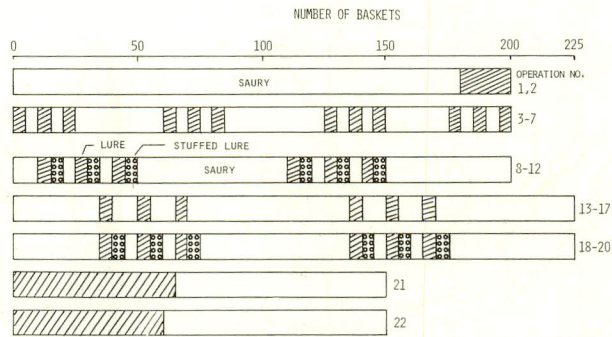 NUMBER OF BASKETS
0 50 100 150 200 225
SAURY
OPERATION NO.
1,2
3-7
LURE STUFFED LURE
SAURY
8-12
13-17
18-20
21
22